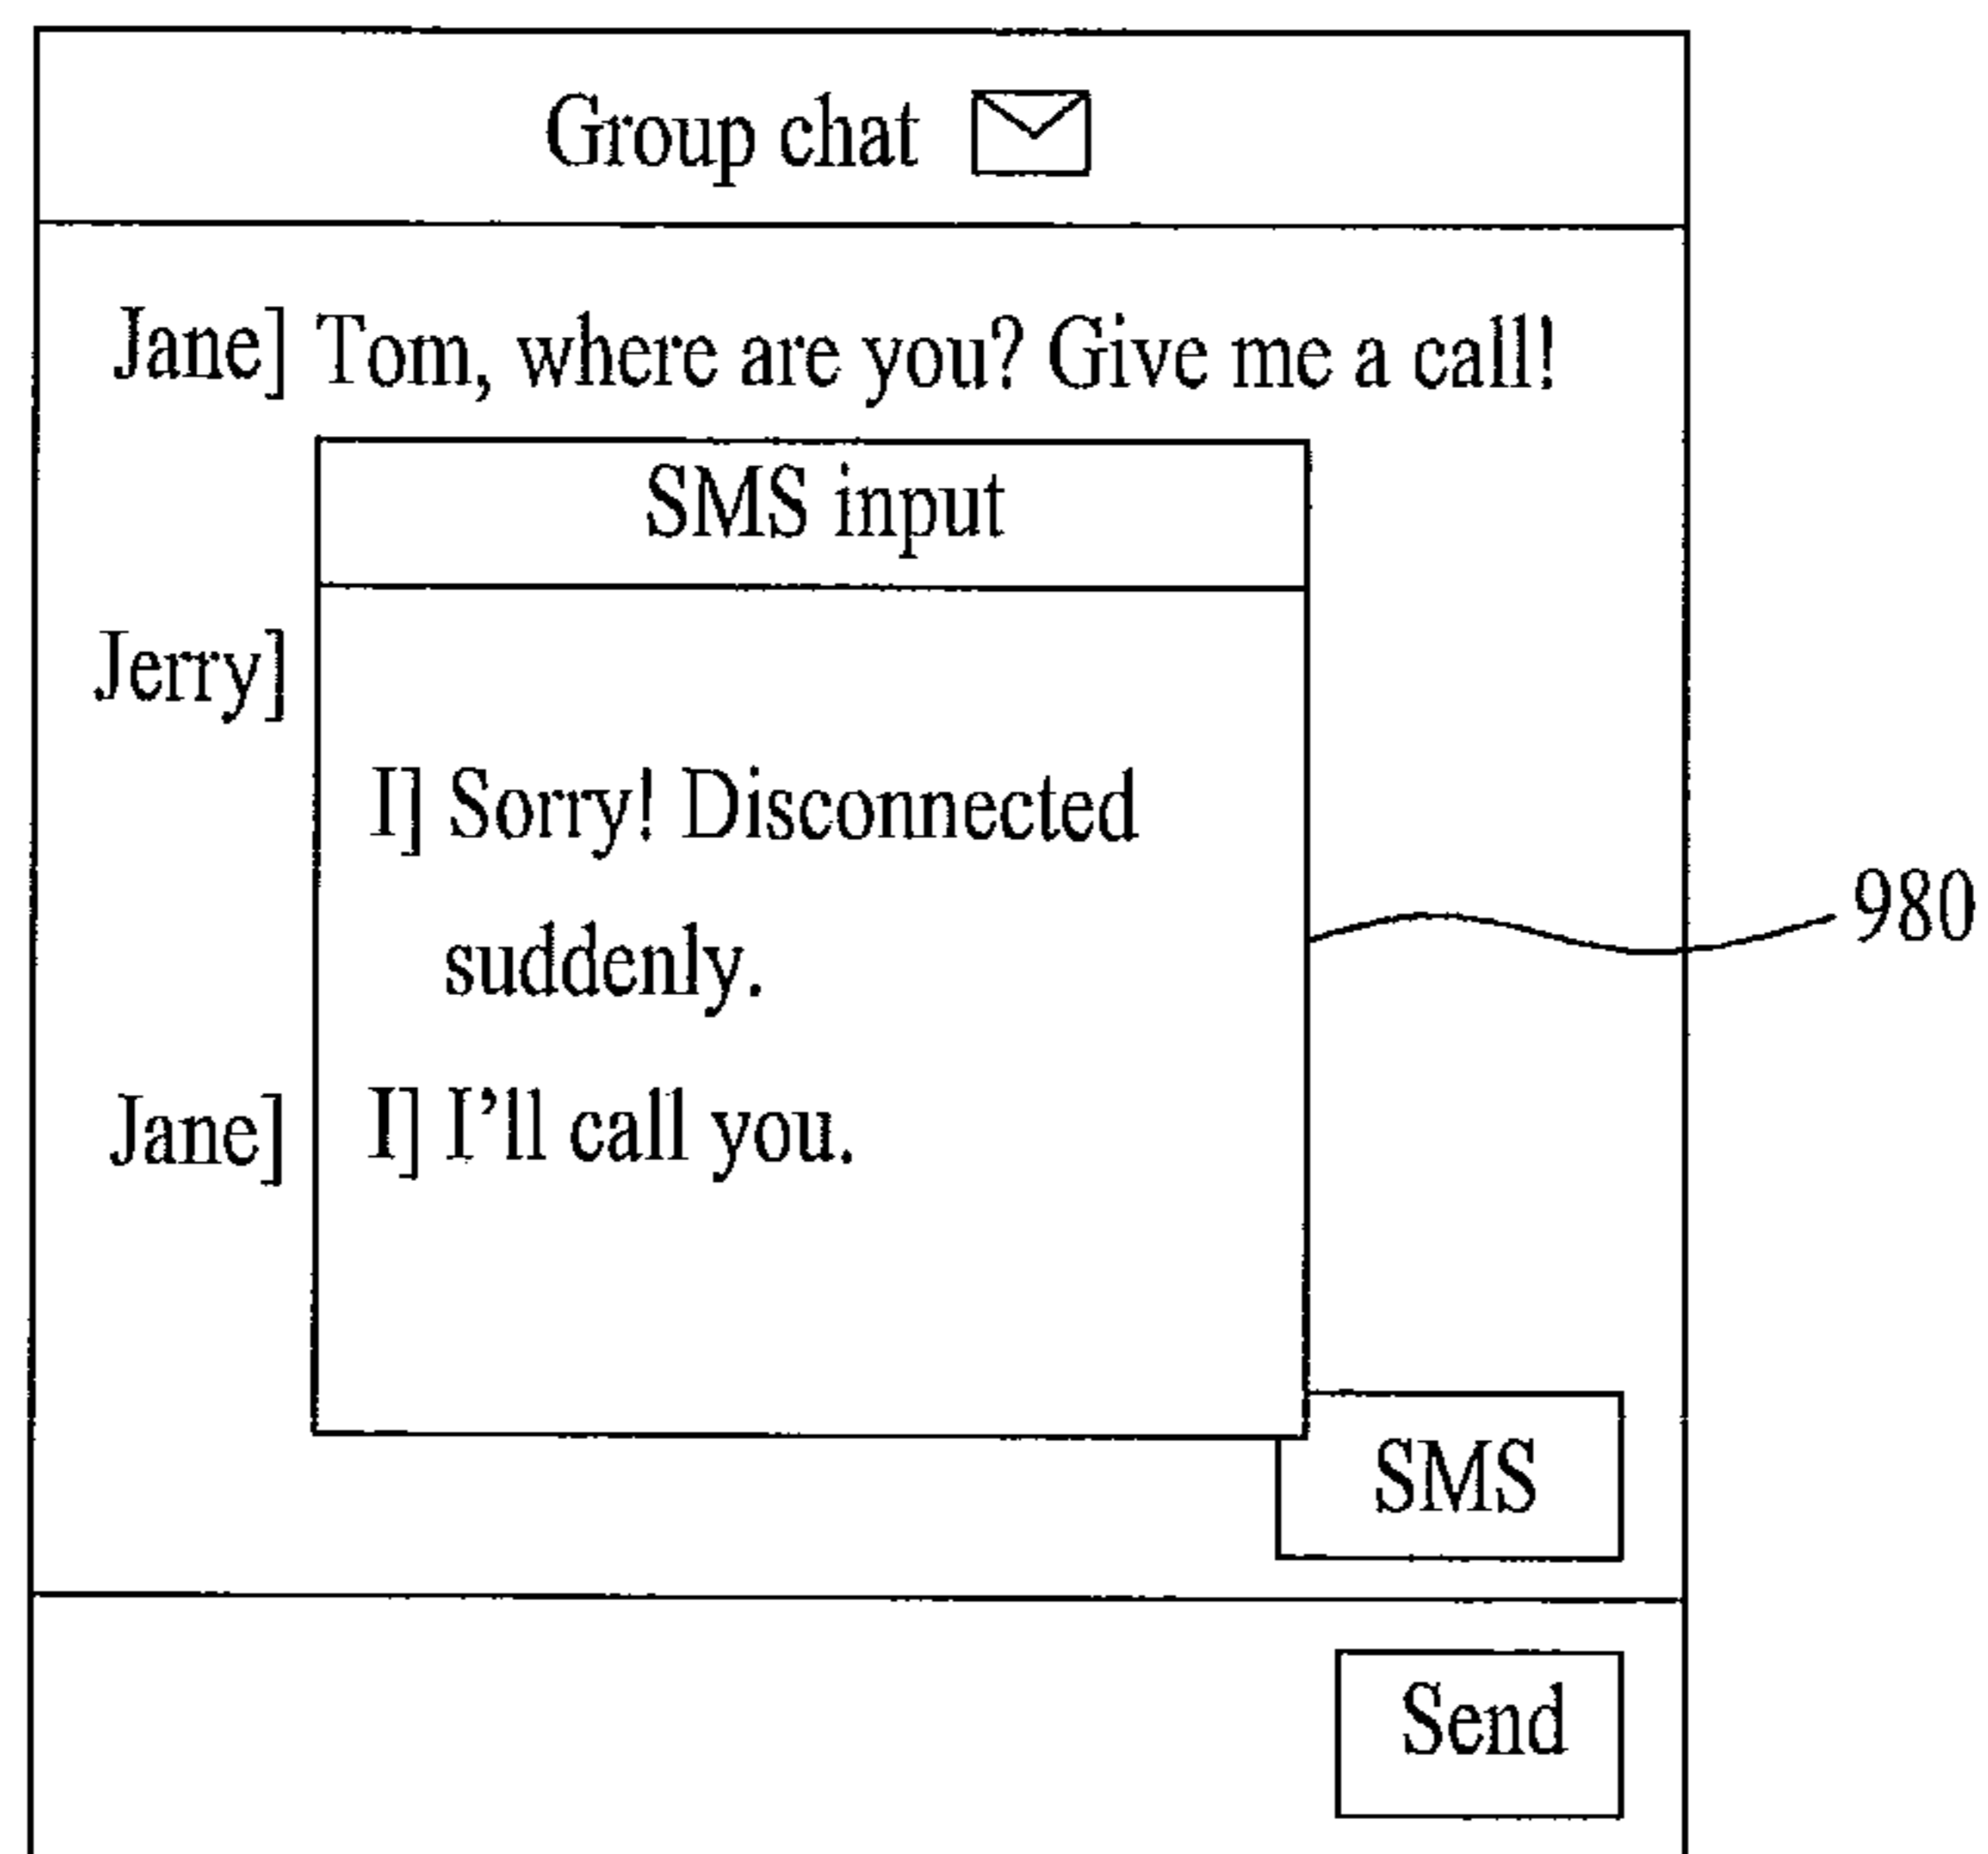 Group chat
Jane] Tom, where are you? Give me a call!
SMS input
Jerry]
I] Sorry! Disconnected
suddenly.
980
Jane] I] I’ll call you.
SMS
Send